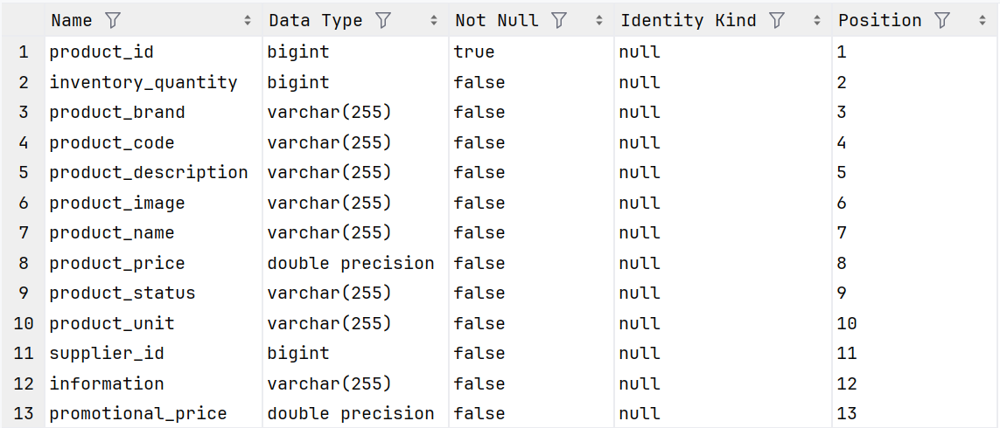 Name Data Type Not Null Identity Kind Position
1 product_id bigint true null 1
2 inventory_quantity bigint false null 2
3 product_brand varchar(255) false null 3
4 product_code varchar(255) false null 4
5 product_description varchar(255) false null 5
6 product_image varchar(255) false null 6
7 product_name varchar(255) false null 7
8 product_price double precision false null 8
9 product_status varchar(255) false null 9
10 product_unit varchar(255) false null 10
11 supplier_id bigint false null 11
12 information varchar(255) false null 12
13 promotional_price double precision false null 13